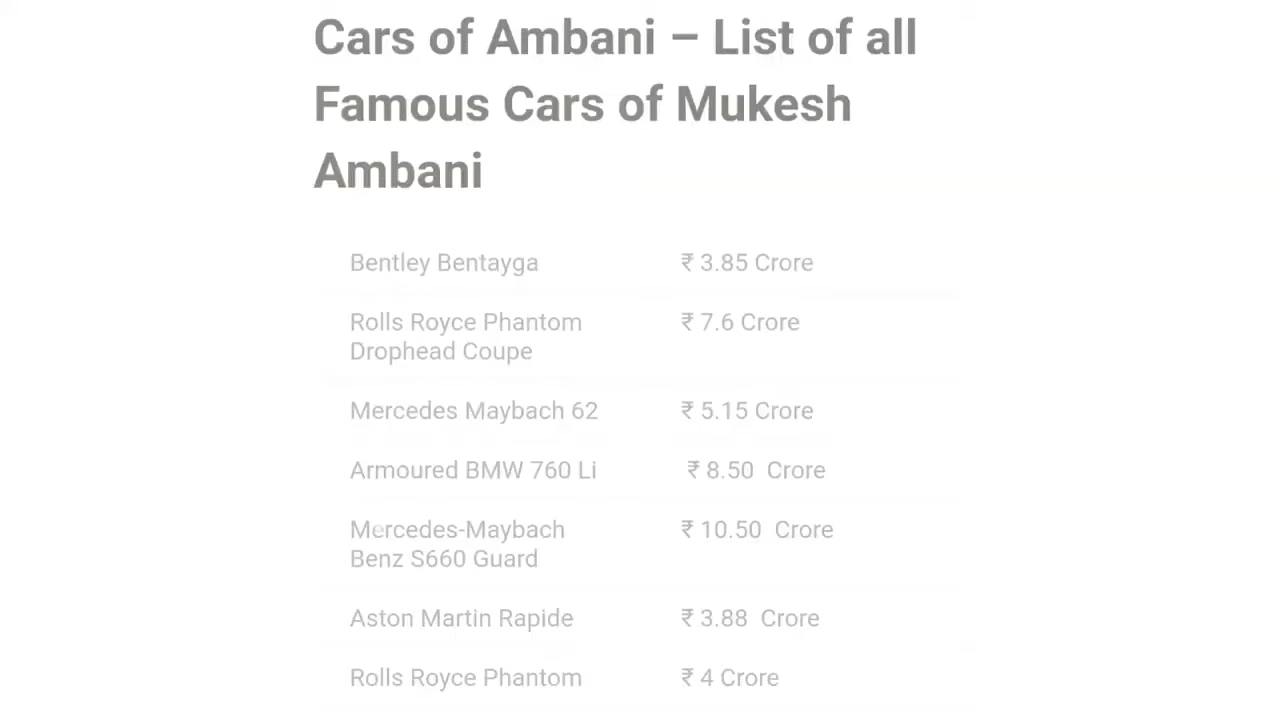 Cars of Ambani – List of all
Famous Cars of Mukesh
Ambani
Bentley Bentayga ₹ 3.85 Crore
Rolls Royce Phantom ₹ 7.6 Crore
Drophead Coupe
Mercedes Maybach 62 ₹ 5.15 Crore
Armoured BMW 760 Li ₹ 8.50 Crore
Mercedes-Maybach ₹ 10.50 Crore
Benz S660 Guard
Aston Martin Rapide ₹ 3.88 Crore
Rolls Royce Phantom ₹ 4 Crore